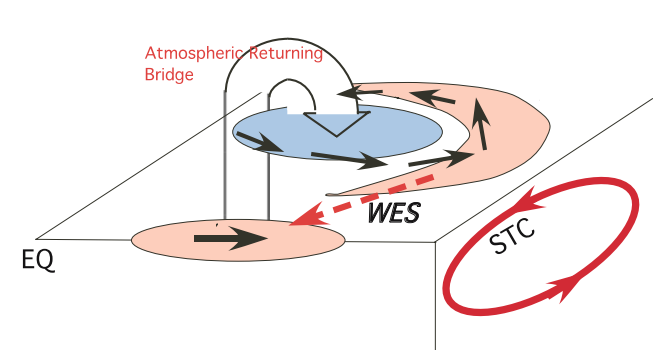 Atmospheric Returning
Bridge
WES
STC
EQ